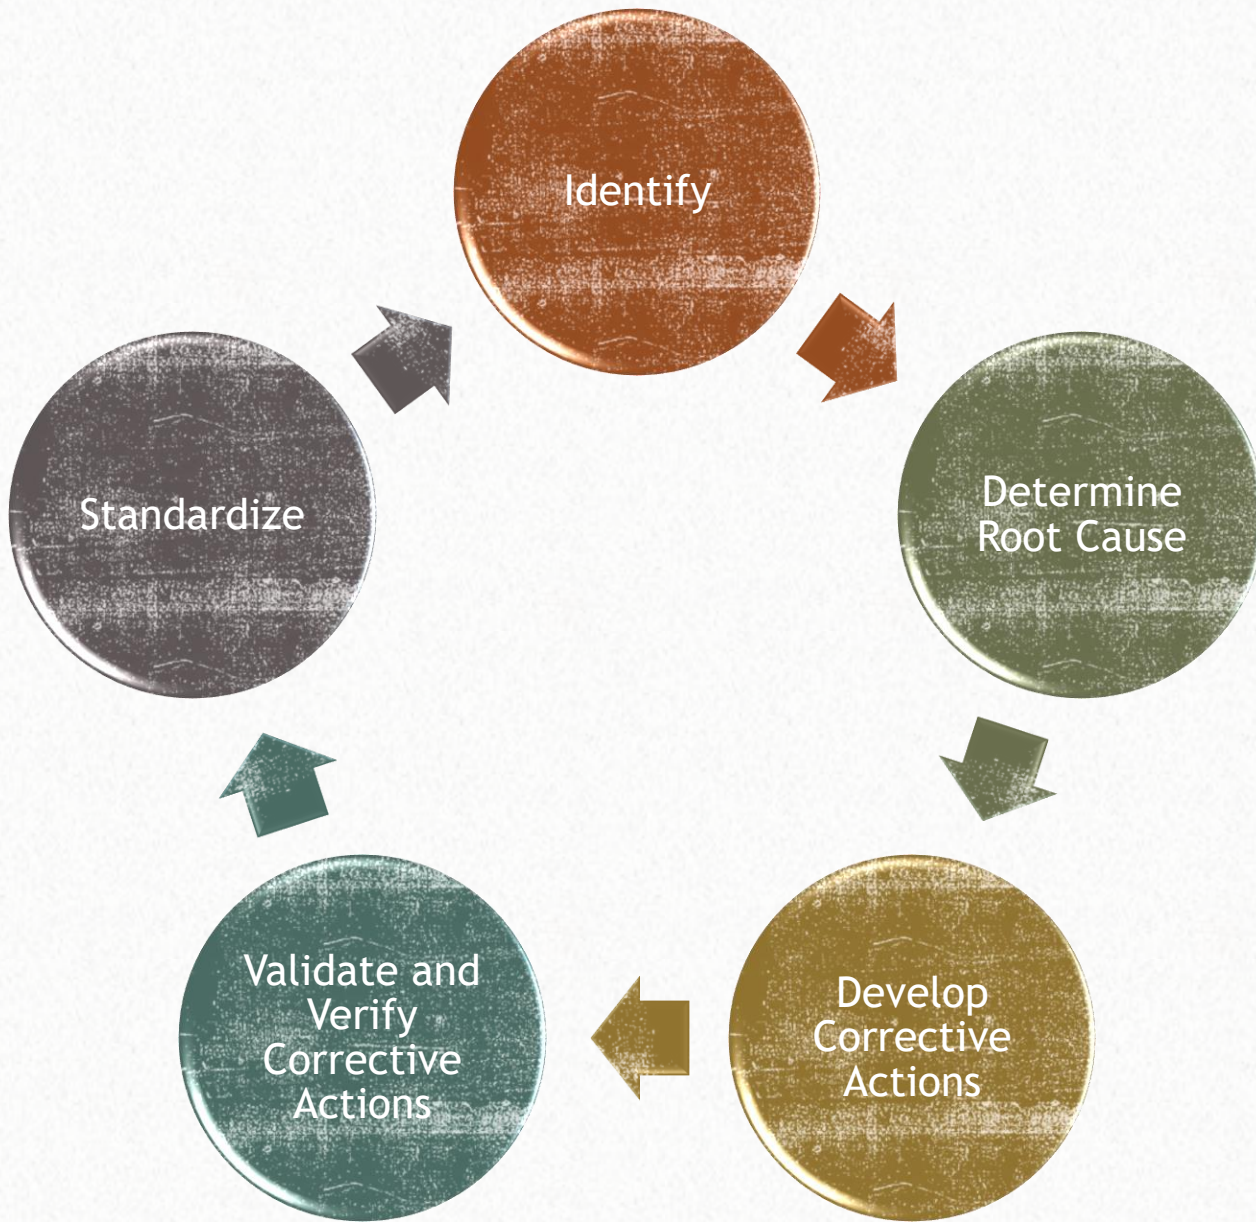 Identify
Determine
Root Cause
Develop
Corrective
Actions
Validate and
Verify
Corrective
Actions
Standardize